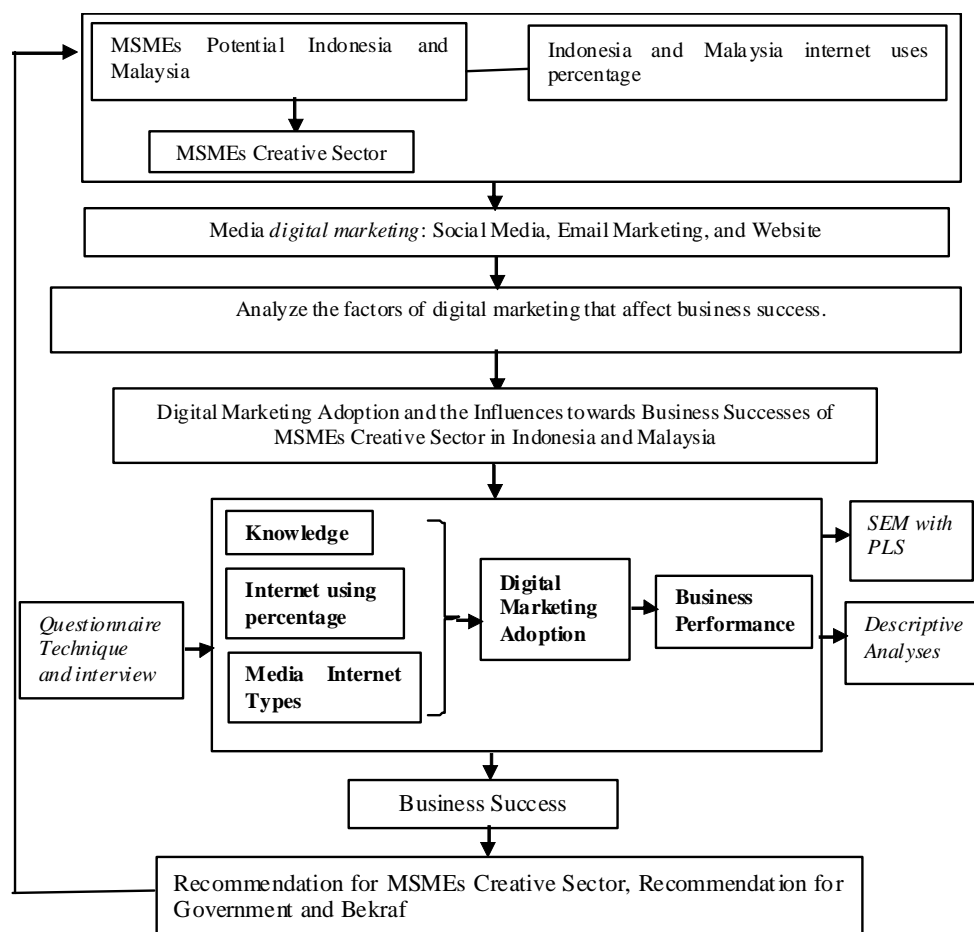 MSMEs Potential Indonesia and
Malaysia
Indonesia and Malaysia internet uses
percentage
MSMEs Creative Sector
Media digital marketing: Social Media, Email Marketing, and Website
Analyze the factors of digital marketing that affect business success.
Digital Marketing Adoption and the Influences towards Business Successes of
MSMEs Creative Sector in Indonesia and Malaysia
Knowledge
Internet using
percentage
Media Internet
Types
Questionnaire
Technique
and interview
Digital
Marketing
Adoption
Business
Performance
SEM with
PLS
Descriptive
Analyses
Business Success
Recommendation for MSMEs Creative Sector, Recommendation for
Government and Bekraf